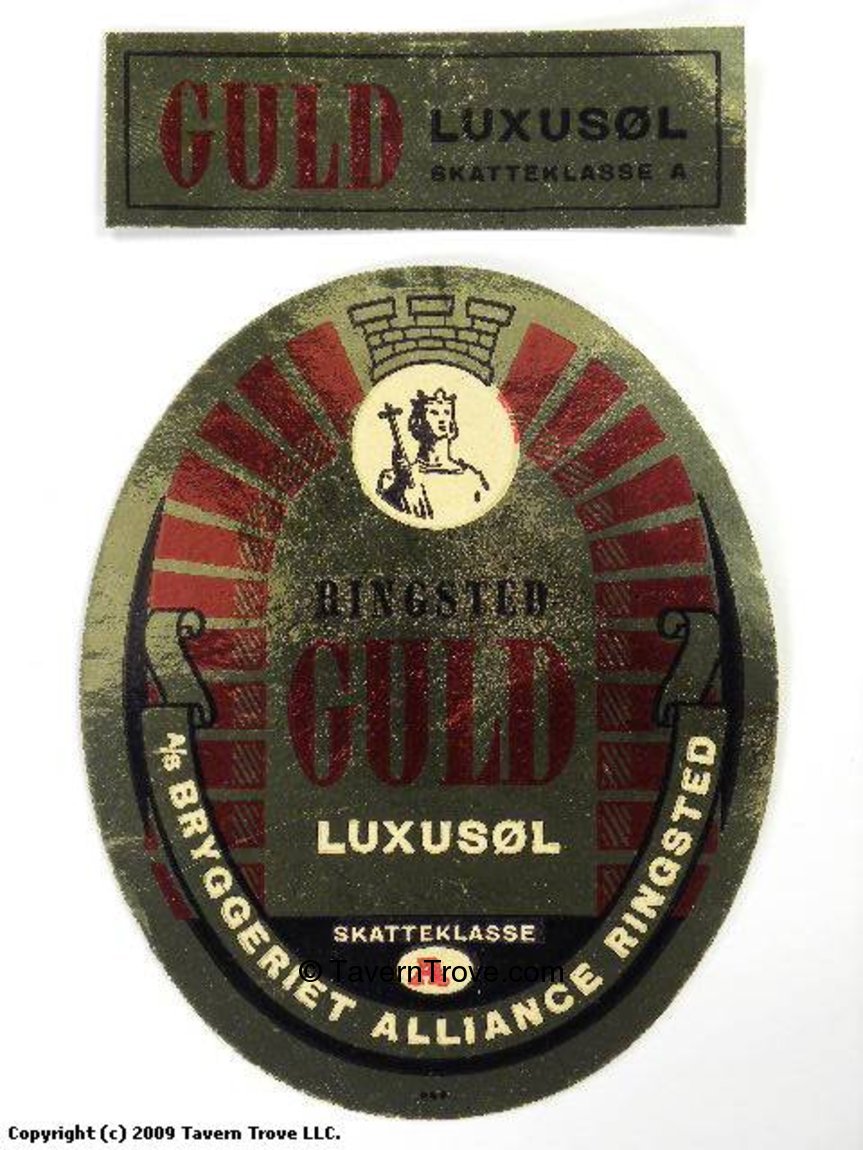 GULD
LUXUSØL
SKATTEKLASSE A
RINGSTED
GULD
LUXUSØL
SKATTEKLASSE
A
A/S BRYGGERIET ALLIANCE RINGSTED
© TavernTrove.com
Copyright (c) 2009 Tavern Trove LLC.